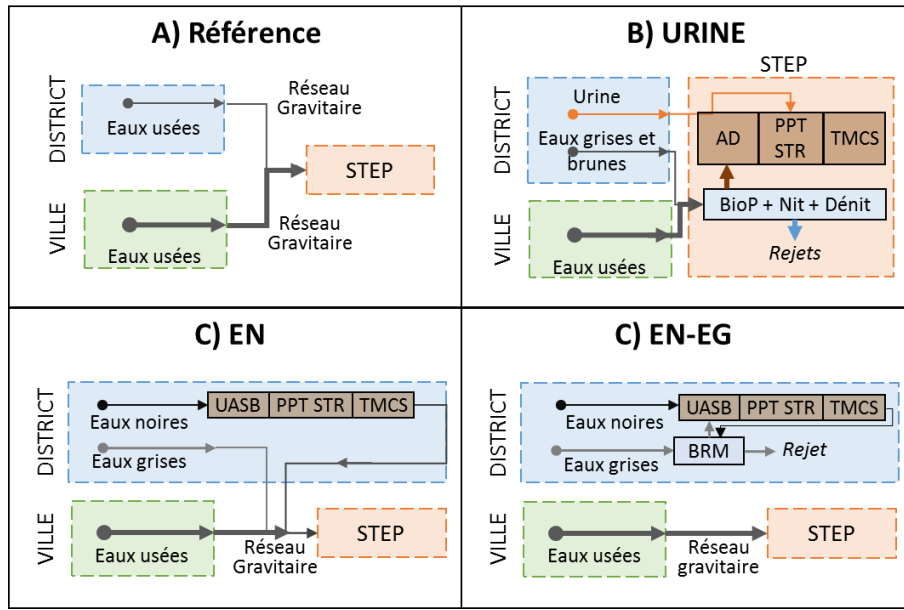 A) Référence
DISTRICT
Eaux usées
Réseau
Gravitaire
STEP
VILLE
Eaux usées
Réseau
Gravitaire
B) URINE
STEP
DISTRICT
Urine
Eaux grises et
brunes
AD
PPT
STR
TMCS
BioP + Nit + Dénit
Rejets
VILLE
Eaux usées
C) EN
DISTRICT
UASB
PPT STR
TMCS
Eaux noires
Eaux grises
VILLE
Eaux usées
Réseau
Gravitaire
STEP
C) EN-EG
DISTRICT
UASB
PPT STR
TMCS
Eaux noires
Eaux grises
BRM
Rejet
VILLE
Eaux usées
Réseau
gravitaire
STEP